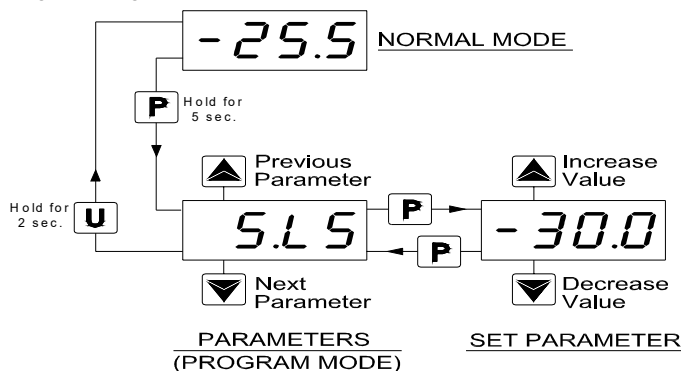 -25.5 NORMAL MODE
P Hold for
5 sec.
Previous
Parameter
Increase
Value
Hold for
2 sec.
U
S.L S
P
P
-30.0
Next
Parameter
Decrease
Value
PARAMETERS
(PROGRAM MODE)
SET PARAMETER